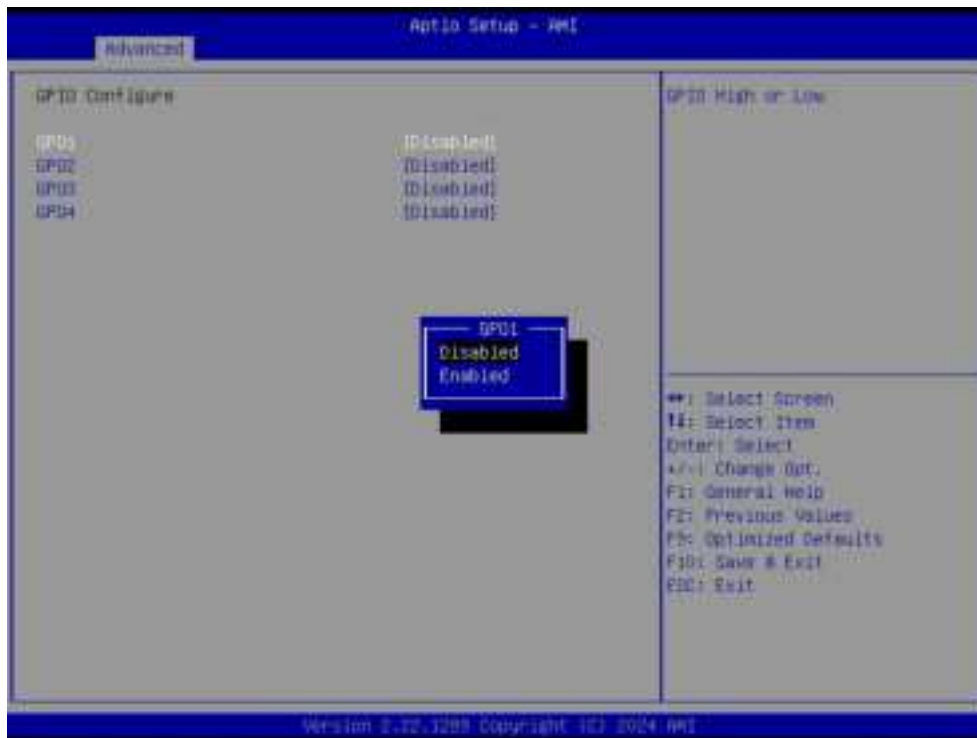 Aptio Setup - AMI
Advanced
GPIO Configure
GPIO High or Low
GPO1 [Disabled]
GPO2 [Disabled]
GPO3 [Disabled]
GPO4 [Disabled]
GPO1
Disabled
Enabled
↔: Select Screen
↑↓: Select Item
Enter: Select
+/-: Change Opt.
F1: General Help
F2: Previous Values
F9: Optimized Defaults
F10: Save & Exit
ESC: Exit
Version 2.22.1289 Copyright (C) 2024 AMI